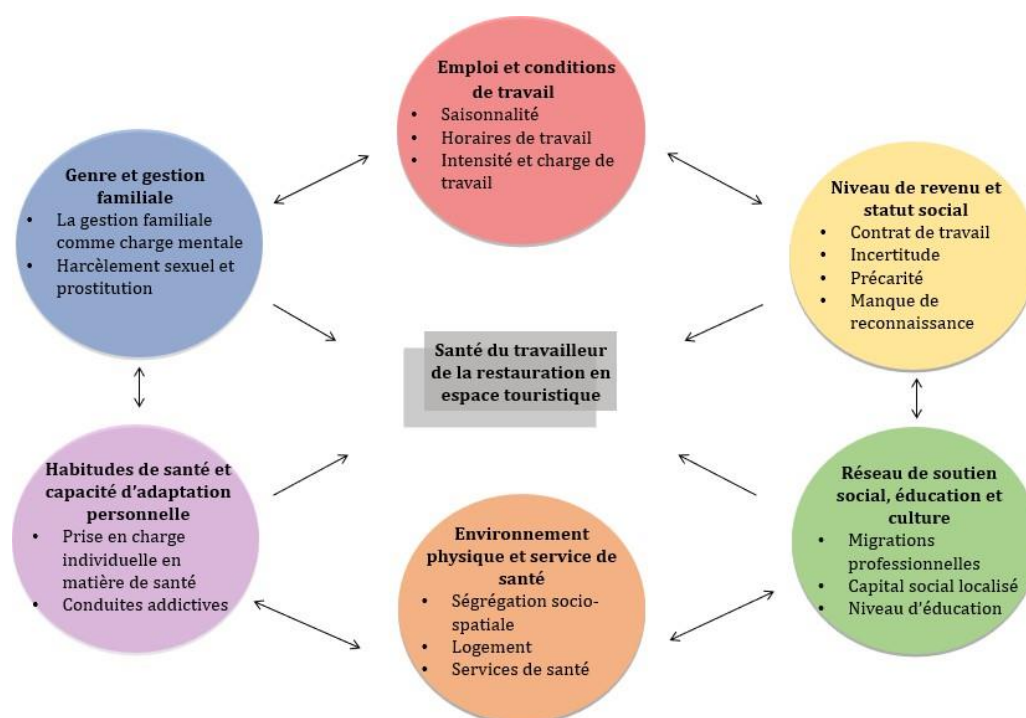 Emploi et conditions
de travail
• Saisonnalité
• Horaires de travail
• Intensité et charge de
travail
Genre et gestion
familiale
• La gestion familiale
comme charge mentale
• Harcèlement sexuel et
prostitution
Niveau de revenu et
statut social
• Contrat de travail
• Incertitude
• Précarité
• Manque de
reconnaissance
Santé du travailleur
de la restauration en
espace touristique
Habitudes de santé et
capacité d'adaptation
personnelle
• Prise en charge
individuelle en
matière de santé
• Conduites addictives
Environnement
physique et service de
santé
• Ségrégation socio-
spatiale
• Logement
• Services de santé
Réseau de soutien
social, éducation et
culture
• Migrations
professionnelles
• Capital social localisé
• Niveau d'éducation